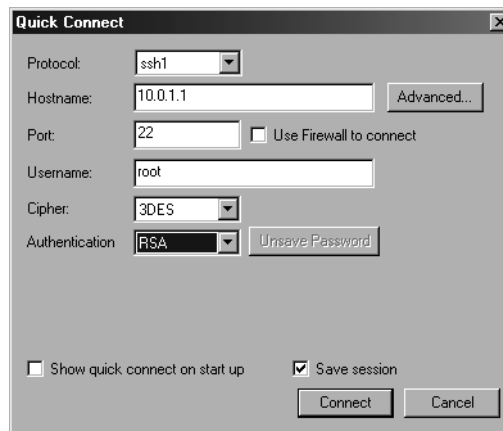 Quick Connect
Protocol: ssh1
Hostname: 10.0.1.1 Advanced...
Port: 22 Use Firewall to connect
Username: root
Cipher: 3DES
Authentication RSA Unsave Password
Show quick connect on start up Save session
Connect Cancel